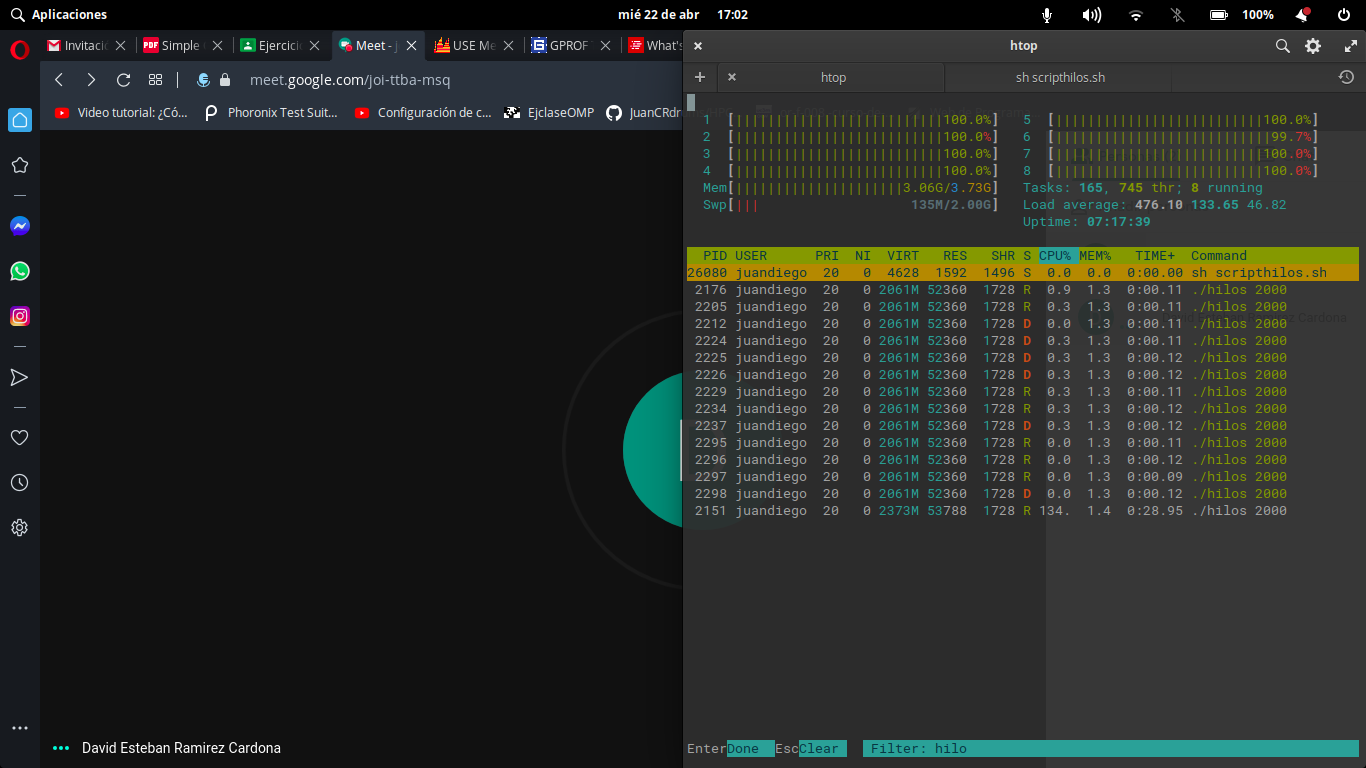 Aplicaciones
mié 22 de abr 17:02
100%
Invitaci
PDF Simple
Ejercici
Meet - j
USE Me
GPROF
What's
meet.google.com/joi-ttba-msq
Video tutorial: ¿Có...
Phoronix Test Suit...
Configuración de c...
EjclaseOMP
JuanCRdr
David Esteban Ramirez Cardona
htop
htop
sh scripthilos.sh
1 [||||||||||||||||||||||||||100.0%] 5 [||||||||||||||||||||||||||100.0%]
2 [||||||||||||||||||||||||||100.0%] 6 [|||||||||||||||||||||||||||99.7%]
3 [||||||||||||||||||||||||||100.0%] 7 [||||||||||||||||||||||||||100.0%]
4 [||||||||||||||||||||||||||100.0%] 8 [||||||||||||||||||||||||||100.0%]
Mem[|||||||||||||||||||||3.06G/3.73G] Tasks: 165, 745 thr; 8 running
Swp[||| 135M/2.00G] Load average: 476.10 133.65 46.82
Uptime: 07:17:39
PID USER PRI NI VIRT RES SHR S CPU% MEM% TIME+ Command
26080 juandiego 20 0 4628 1592 1496 S 0.0 0.0 0:00.00 sh scripthilos.sh
2176 juandiego 20 0 2061M 52360 1728 R 0.9 1.3 0:00.11 ./hilos 2000
2205 juandiego 20 0 2061M 52360 1728 R 0.3 1.3 0:00.11 ./hilos 2000
2212 juandiego 20 0 2061M 52360 1728 D 0.0 1.3 0:00.11 ./hilos 2000
2224 juandiego 20 0 2061M 52360 1728 D 0.3 1.3 0:00.11 ./hilos 2000
2225 juandiego 20 0 2061M 52360 1728 D 0.3 1.3 0:00.12 ./hilos 2000
2226 juandiego 20 0 2061M 52360 1728 D 0.3 1.3 0:00.12 ./hilos 2000
2229 juandiego 20 0 2061M 52360 1728 R 0.3 1.3 0:00.11 ./hilos 2000
2234 juandiego 20 0 2061M 52360 1728 R 0.3 1.3 0:00.12 ./hilos 2000
2237 juandiego 20 0 2061M 52360 1728 D 0.3 1.3 0:00.12 ./hilos 2000
2295 juandiego 20 0 2061M 52360 1728 R 0.0 1.3 0:00.11 ./hilos 2000
2296 juandiego 20 0 2061M 52360 1728 R 0.0 1.3 0:00.12 ./hilos 2000
2297 juandiego 20 0 2061M 52360 1728 R 0.0 1.3 0:00.09 ./hilos 2000
2298 juandiego 20 0 2061M 52360 1728 D 0.0 1.3 0:00.12 ./hilos 2000
2151 juandiego 20 0 2373M 53788 1728 R 134. 1.4 0:28.95 ./hilos 2000
EnterDone EscClear Filter: hilo